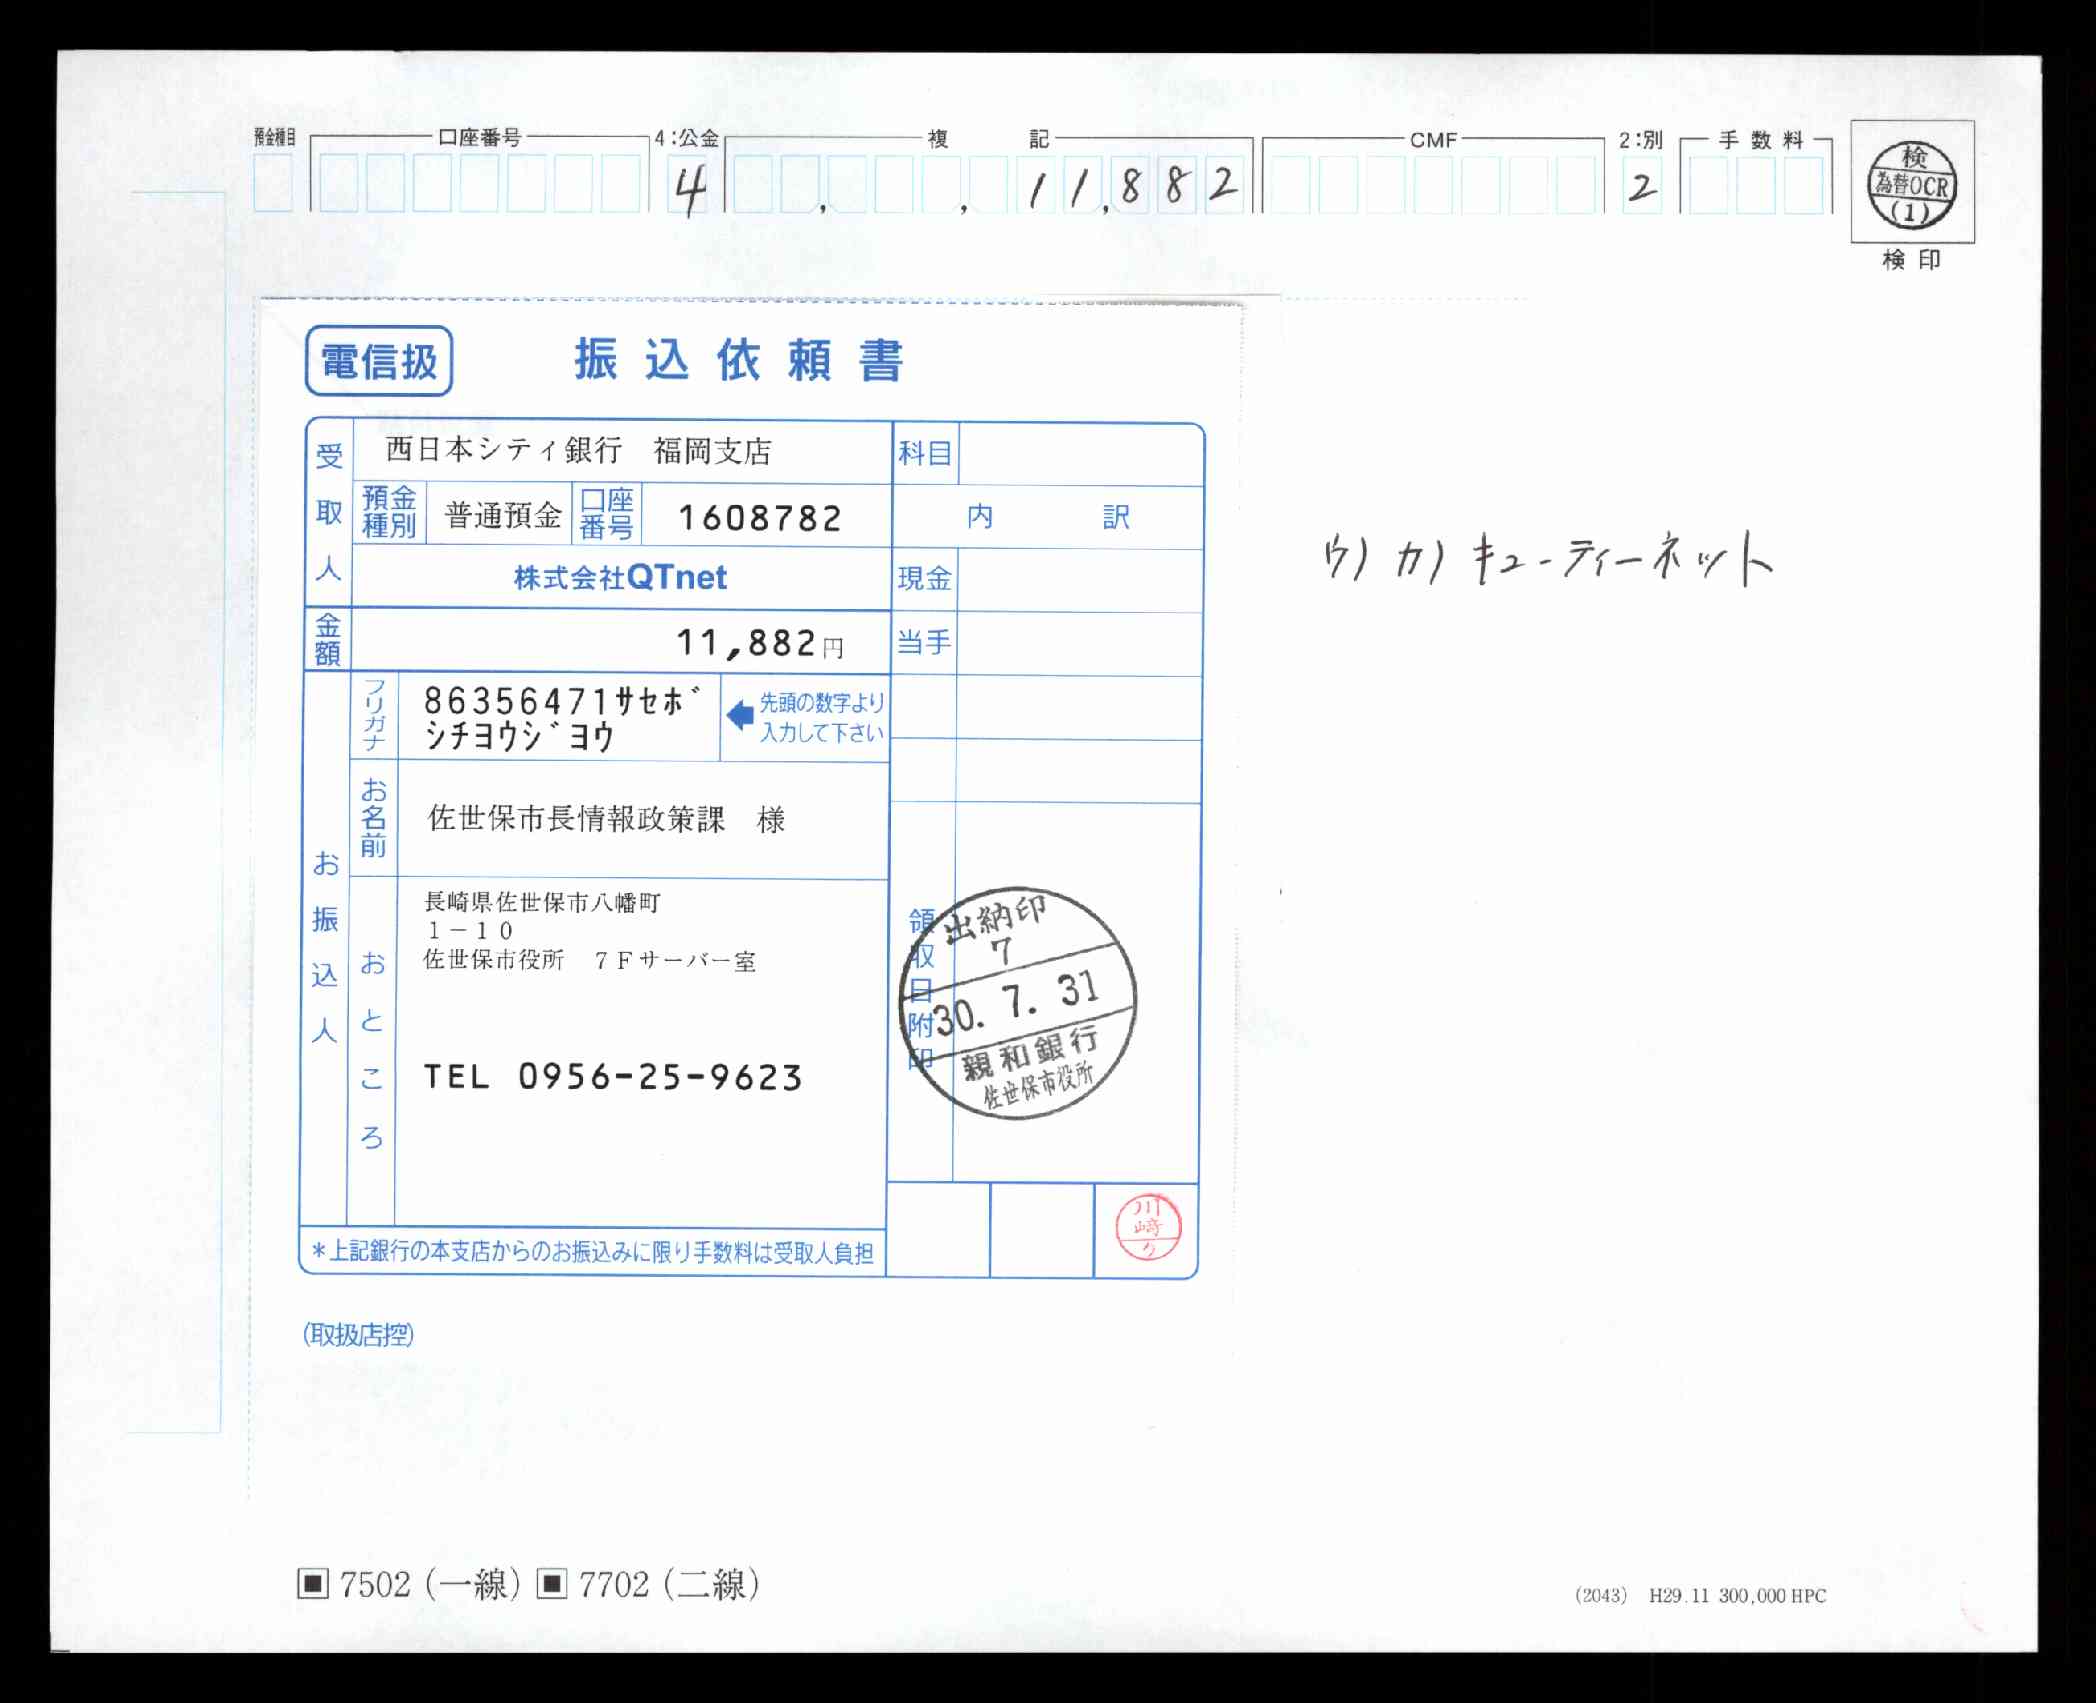 預金種目 口座番号 4:公金 複 記 CMF 2:別 手数料
4 11,882 2
検
為替OCR
(1)
検印
電信扱 振込依頼書
受取人 西日本シティ銀行 福岡支店 科目
預金種別 普通預金 口座番号 1608782 内 訳
株式会社QTnet 現金
ウ) カ) キューティーネット
金額 11,882円 当手
フリガナ 86356471サセボ
シチヨウジヨウ
先頭の数字より
入力して下さい
お振込人
お名前 佐世保市長情報政策課 様
おところ
長崎県佐世保市八幡町
1-10
佐世保市役所 7Fサーバー室
TEL 0956-25-9623
領収日附印
出納印
7
30. 7. 31
親和銀行
佐世保市役所
川
崎
ク
*上記銀行の本支店からのお振込みに限り手数料は受取人負担
(取扱店控)
▣ 7502 (一線) ▣ 7702 (二線)
(2043) H29.11 300,000 HPC